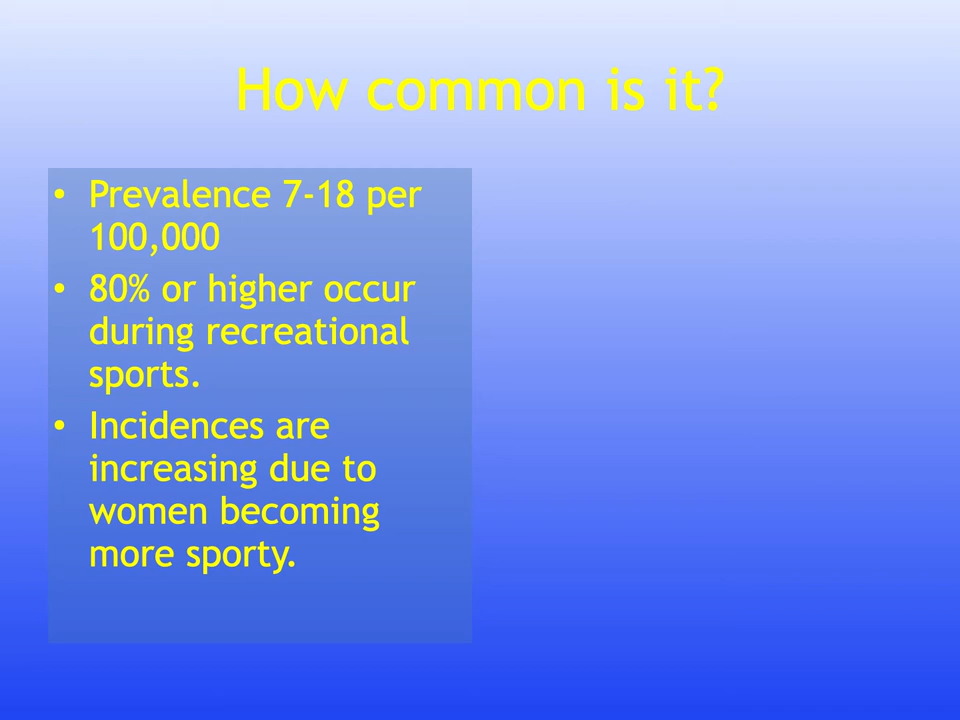 How common is it?
• Prevalence 7-18 per
100,000
• 80% or higher occur
during recreational
sports.
• Incidences are
increasing due to
women becoming
more sporty.